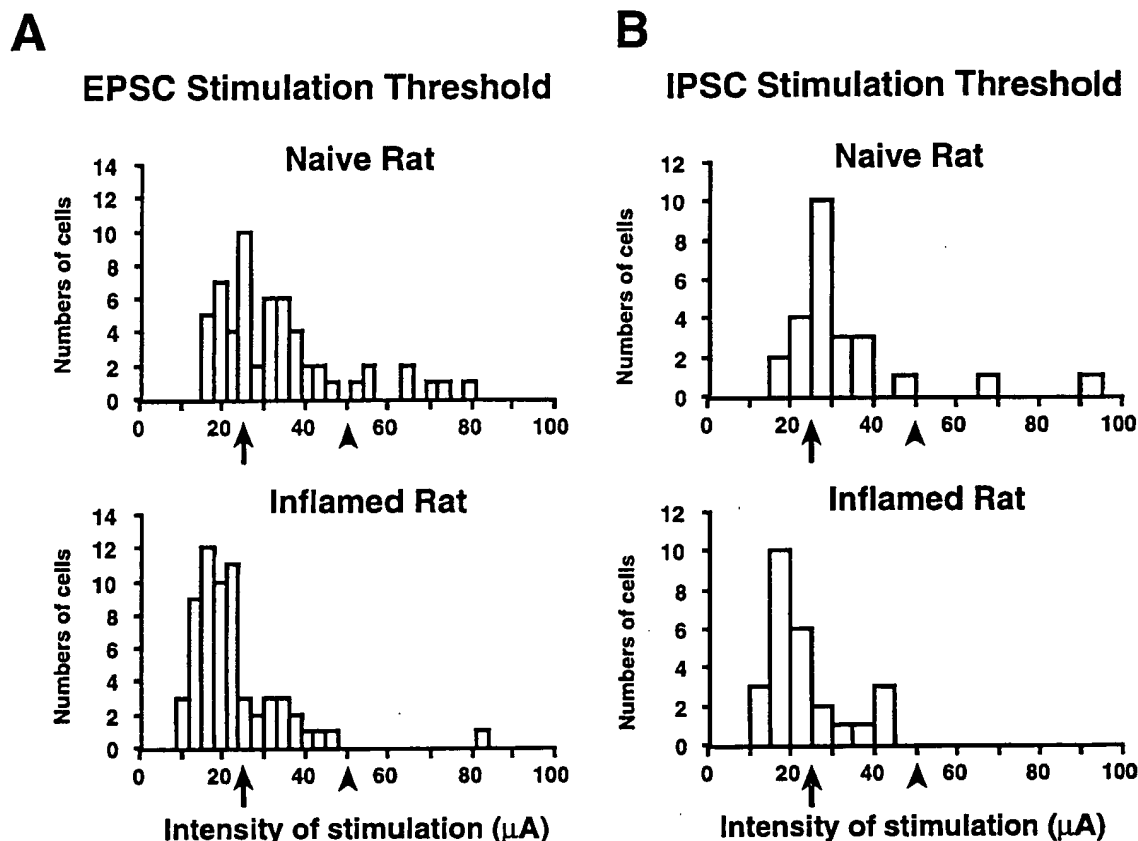 A
EPSC Stimulation Threshold
Naive Rat
Numbers of cells
14
12
10
8
6
4
2
0
0 20 40 60 80 100
Inflamed Rat
Numbers of cells
14
12
10
8
6
4
2
0
0 20 40 60 80 100
Intensity of stimulation (μA)
B
IPSC Stimulation Threshold
Naive Rat
Numbers of cells
12
10
8
6
4
2
0
0 20 40 60 80 100
Inflamed Rat
Numbers of cells
12
10
8
6
4
2
0
0 20 40 60 80 100
Intensity of stimulation (μA)